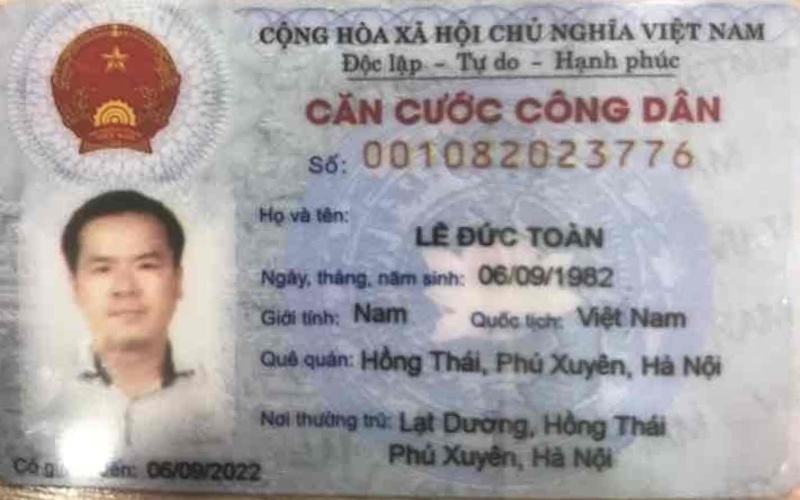 CỘNG HÒA XÃ HỘI CHỦ NGHĨA VIỆT NAM
Độc lập - Tự do - Hạnh phúc
CĂN CƯỚC CÔNG DÂN
Số: 001082023776
Họ và tên:
LÊ ĐỨC TOÀN
Ngày, tháng, năm sinh: 06/09/1982
Giới tính: Nam Quốc tịch: Việt Nam
Quê quán: Hồng Thái, Phú Xuyên, Hà Nội
Nơi thường trú: Lạt Dương, Hồng Thái
Phú Xuyên, Hà Nội
Có đến: 06/09/2022